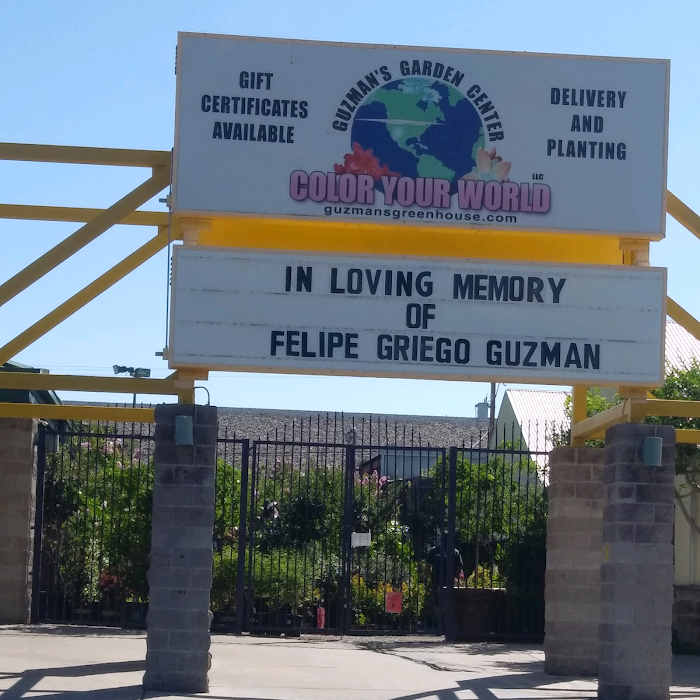 GIFT
CERTIFICATES
AVAILABLE
GUZMAN'S GARDEN CENTER
DELIVERY
AND
PLANTING
COLOR YOUR WORLD LLC
guzmansgreenhouse.com
IN LOVING MEMORY
OF
FELIPE GRIEGO GUZMAN